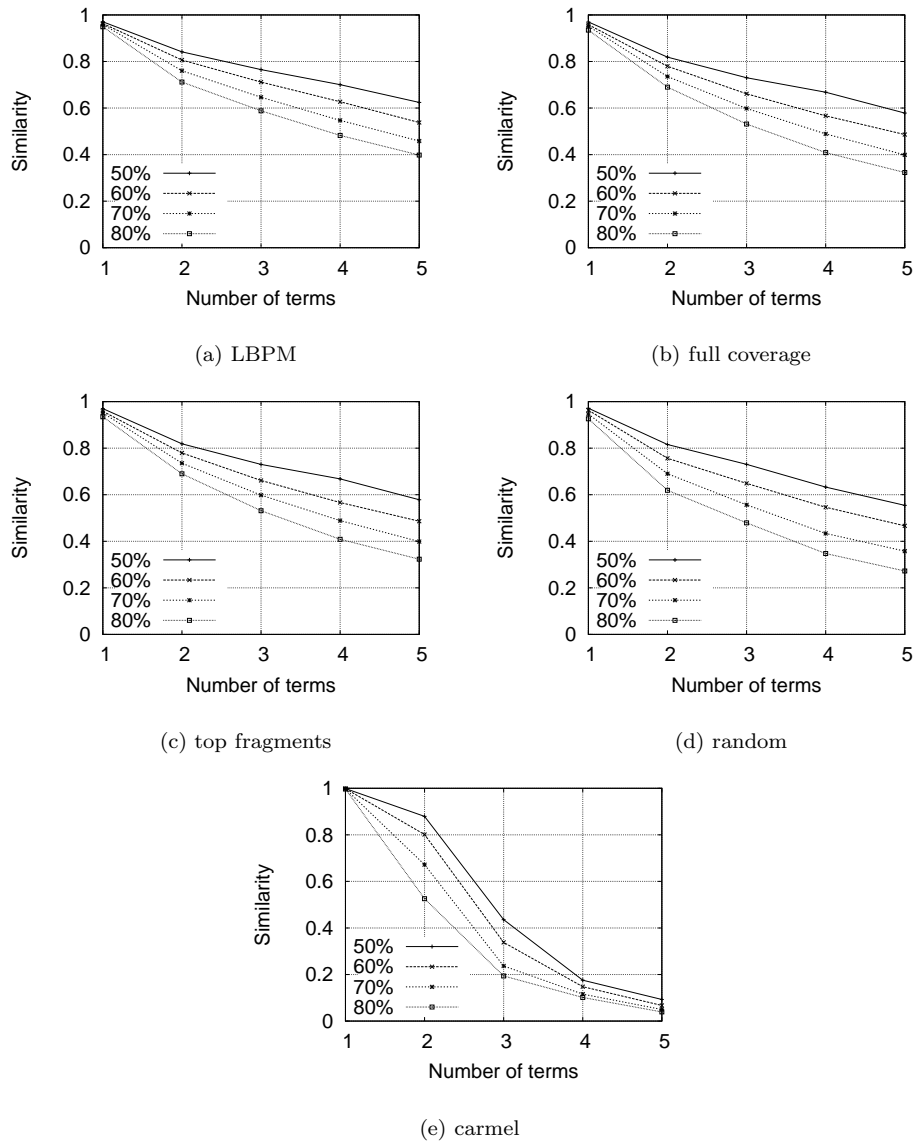 1
0.8
0.6
0.4
0.2
0
Similarity
50%
60%
70%
80%
1 2 3 4 5
Number of terms
(a) LBPM
1
0.8
0.6
0.4
0.2
0
Similarity
50%
60%
70%
80%
1 2 3 4 5
Number of terms
(b) full coverage
1
0.8
0.6
0.4
0.2
0
Similarity
50%
60%
70%
80%
1 2 3 4 5
Number of terms
(c) top fragments
1
0.8
0.6
0.4
0.2
0
Similarity
50%
60%
70%
80%
1 2 3 4 5
Number of terms
(d) random
1
0.8
0.6
0.4
0.2
0
Similarity
50%
60%
70%
80%
1 2 3 4 5
Number of terms
(e) carmel